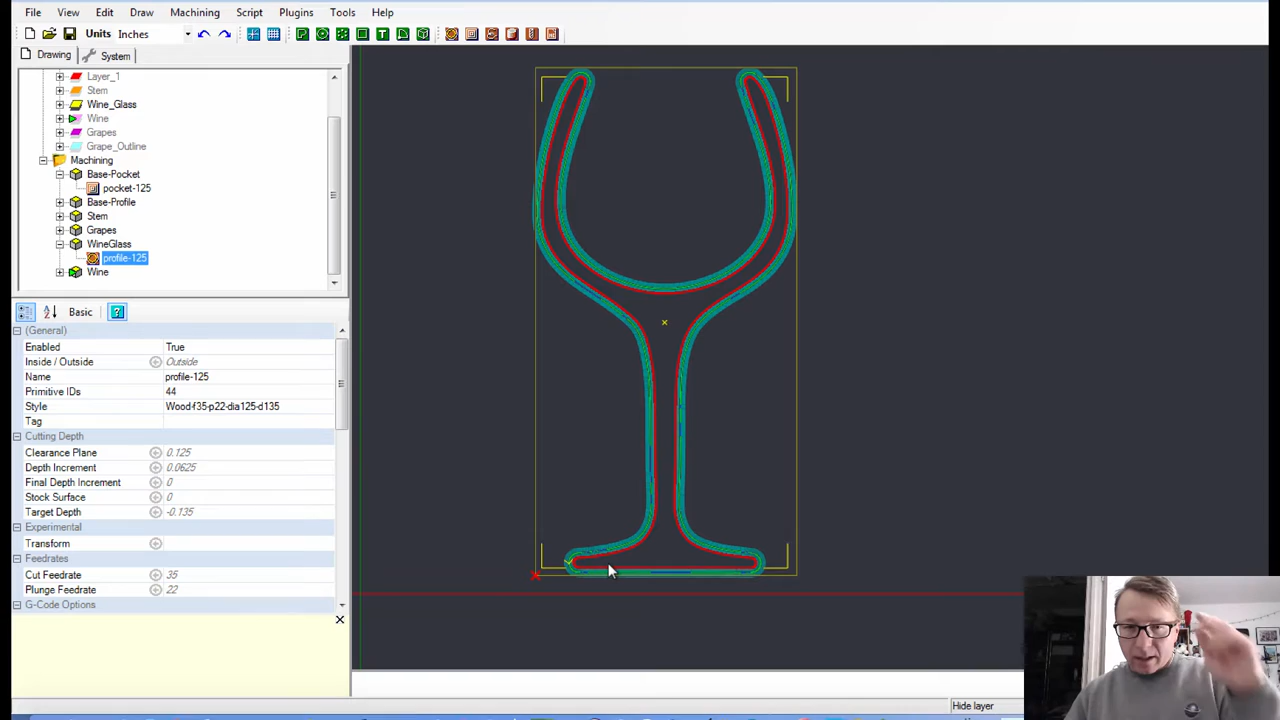 File View Edit Draw Machining Script Plugins Tools Help
Units Inches
Drawing System
Layer_1
Stem
Wine_Glass
Wine
Grapes
Grape_Outline
Machining
Base-Pocket
pocket-125
Base-Profile
Stem
Grapes
WineGlass
profile-125
Wine
Basic
(General)
Enabled True
Inside / Outside Outside
Name profile-125
Primitive IDs 44
Style Wood-f35-p22-dia125-d135
Tag
Cutting Depth
Clearance Plane 0.125
Depth Increment 0.0625
Final Depth Increment 0
Stock Surface 0
Target Depth -0.135
Experimental
Transform
Feedrates
Cut Feedrate 35
Plunge Feedrate 22
G-Code Options
Hide layer